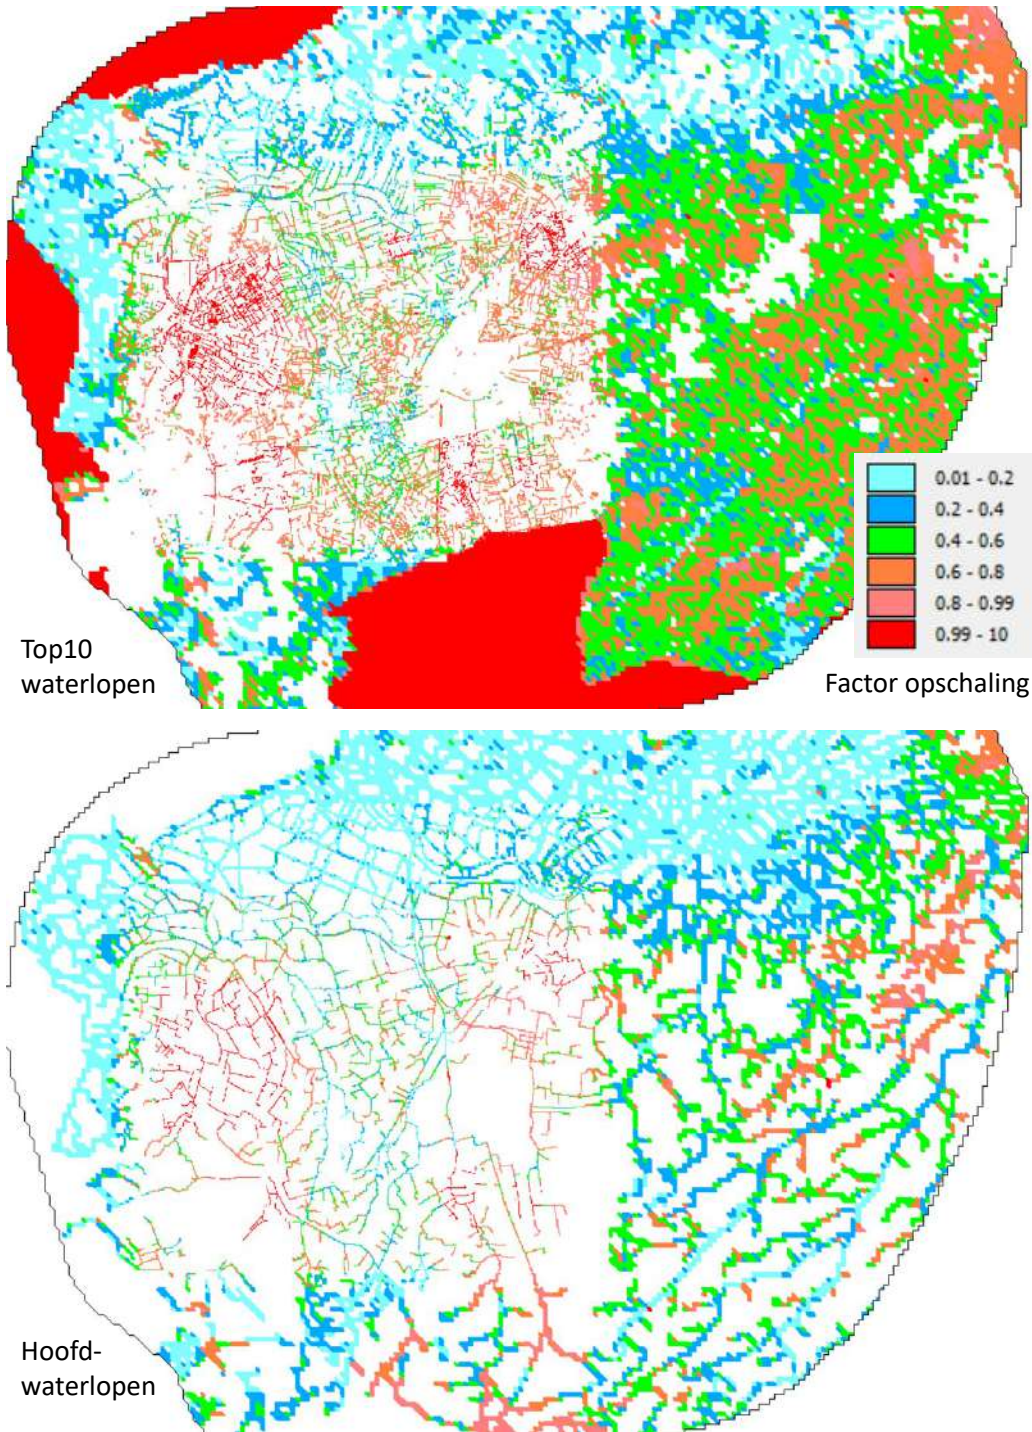 0.01 - 0.2
0.2 - 0.4
0.4 - 0.6
0.6 - 0.8
0.8 - 0.99
0.99 - 10
Top10
waterlopen
Factor opschaling
Hoofd-
waterlopen